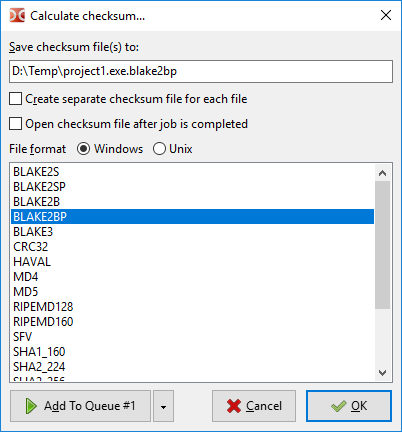 Calculate checksum...
Save checksum file(s) to:
D:\Temp\project1.exe.blake2bp
Create separate checksum file for each file
Open checksum file after job is completed
File format Windows Unix
BLAKE2S
BLAKE2SP
BLAKE2B
BLAKE2BP
BLAKE3
CRC32
HAVAL
MD4
MD5
RIPEMD128
RIPEMD160
SFV
SHA1_160
SHA2_224
SHA2_256
Add To Queue #1 Cancel OK